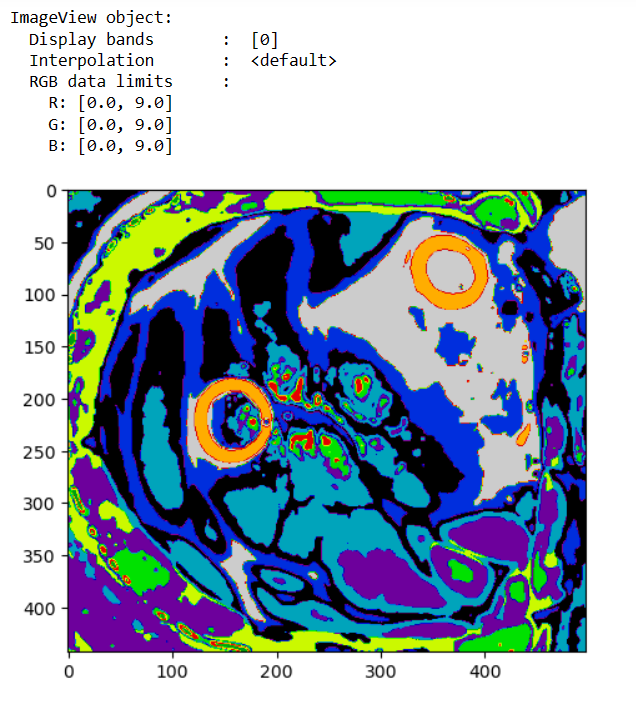 ImageView object:
Display bands : [0]
Interpolation : <default>
RGB data limits :
R: [0.0, 9.0]
G: [0.0, 9.0]
B: [0.0, 9.0]
0
50
100
150
200
250
300
350
400
0 100 200 300 400